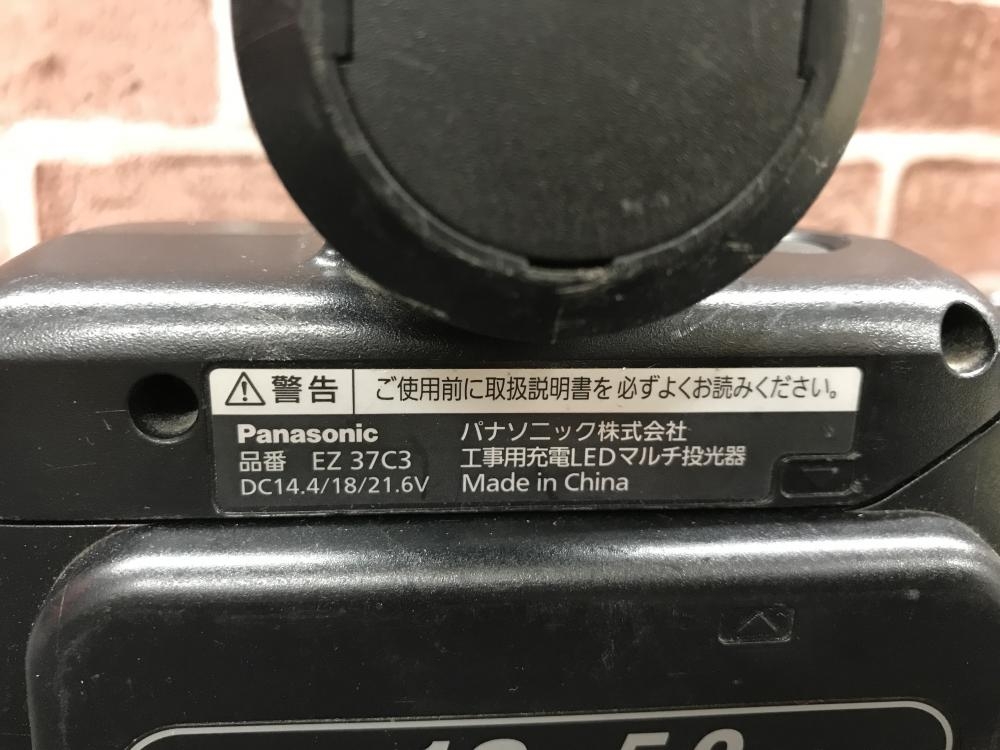 警告 ご使用前に取扱説明書を必ずよくお読みください。
Panasonic パナソニック株式会社
品番 EZ 37C3 工事用充電LEDマルチ投光器
DC14.4/18/21.6V Made in China